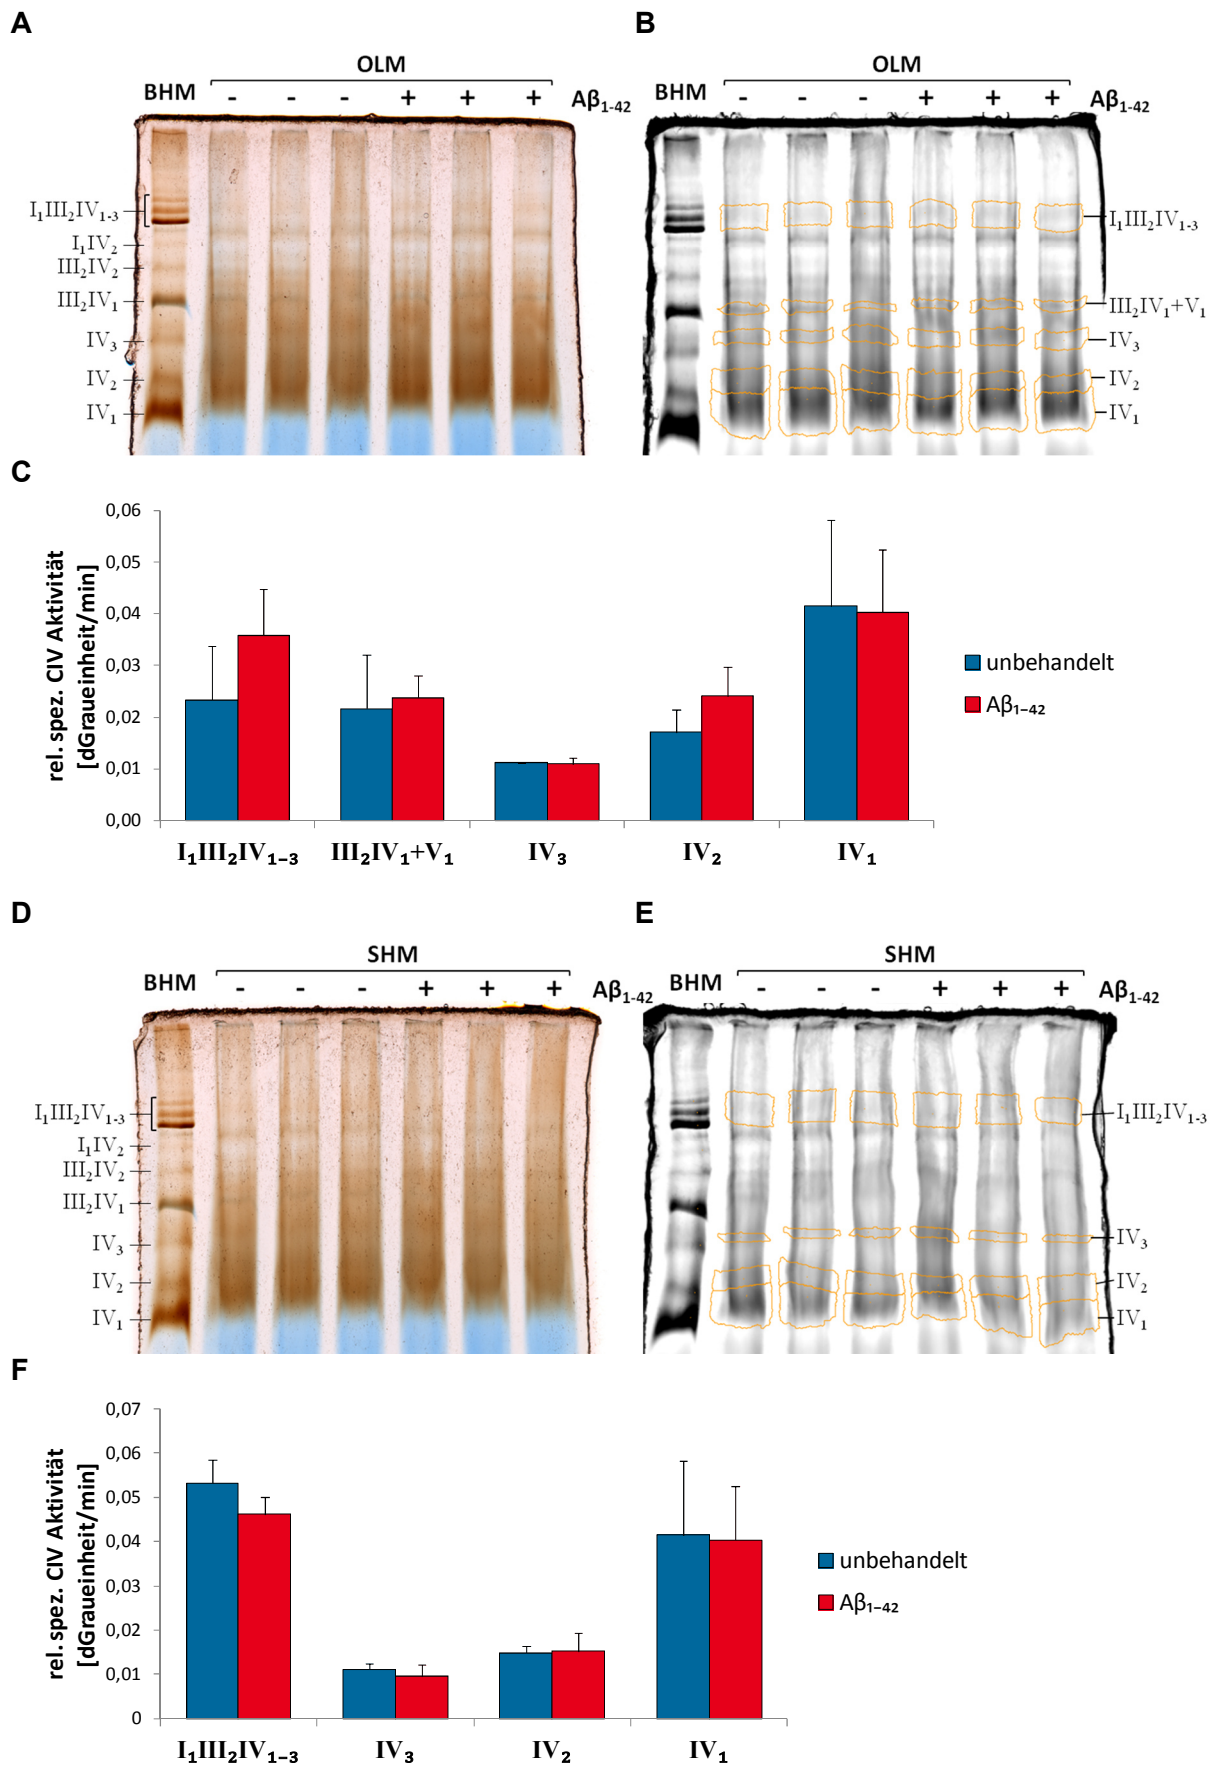 A
B
OLM
BHM - - - + + + Aβ₁₋₄₂
I₁III₂IV₁₋₃
I₁IV₂
III₂IV₂
III₂IV₁
IV₃
IV₂
IV₁
OLM
BHM - - - + + + Aβ₁₋₄₂
I₁III₂IV₁₋₃
III₂IV₁+V₁
IV₃
IV₂
IV₁
C
rel. spez. CIV Aktivität
[dGraueinheit/min]
0,06
0,05
0,04
0,03
0,02
0,01
0,00
I₁III₂IV₁₋₃ III₂IV₁+V₁ IV₃ IV₂ IV₁
unbehandelt
Aβ₁₋₄₂
D
E
SHM
BHM - - - + + + Aβ₁₋₄₂
I₁III₂IV₁₋₃
I₁IV₂
III₂IV₂
III₂IV₁
IV₃
IV₂
IV₁
SHM
BHM - - - + + + Aβ₁₋₄₂
I₁III₂IV₁₋₃
IV₃
IV₂
IV₁
F
rel. spez. CIV Aktivität
[dGraueinheit/min]
0,07
0,06
0,05
0,04
0,03
0,02
0,01
0
I₁III₂IV₁₋₃ IV₃ IV₂ IV₁
unbehandelt
Aβ₁₋₄₂